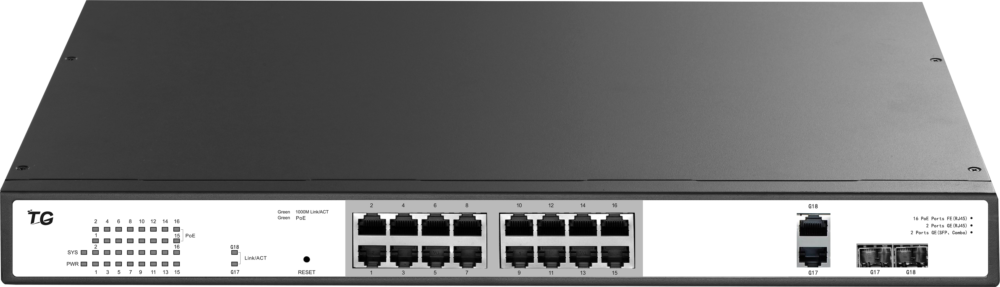 TG
2 4 6 8 10 12 14 16
1 15 PoE
2 16
SYS
PWR
1 3 5 7 9 11 13 15
G18
Link/ACT
G17
Green 1000M Link/ACT
Green PoE
RESET
2 4 6 8 10 12 14 16
1 3 5 7 9 11 13 15
G18
G17
16 PoE Ports FE(RJ45)
2 Ports GE(RJ45)
2 Ports GE(SFP、Combo)
G17 G18